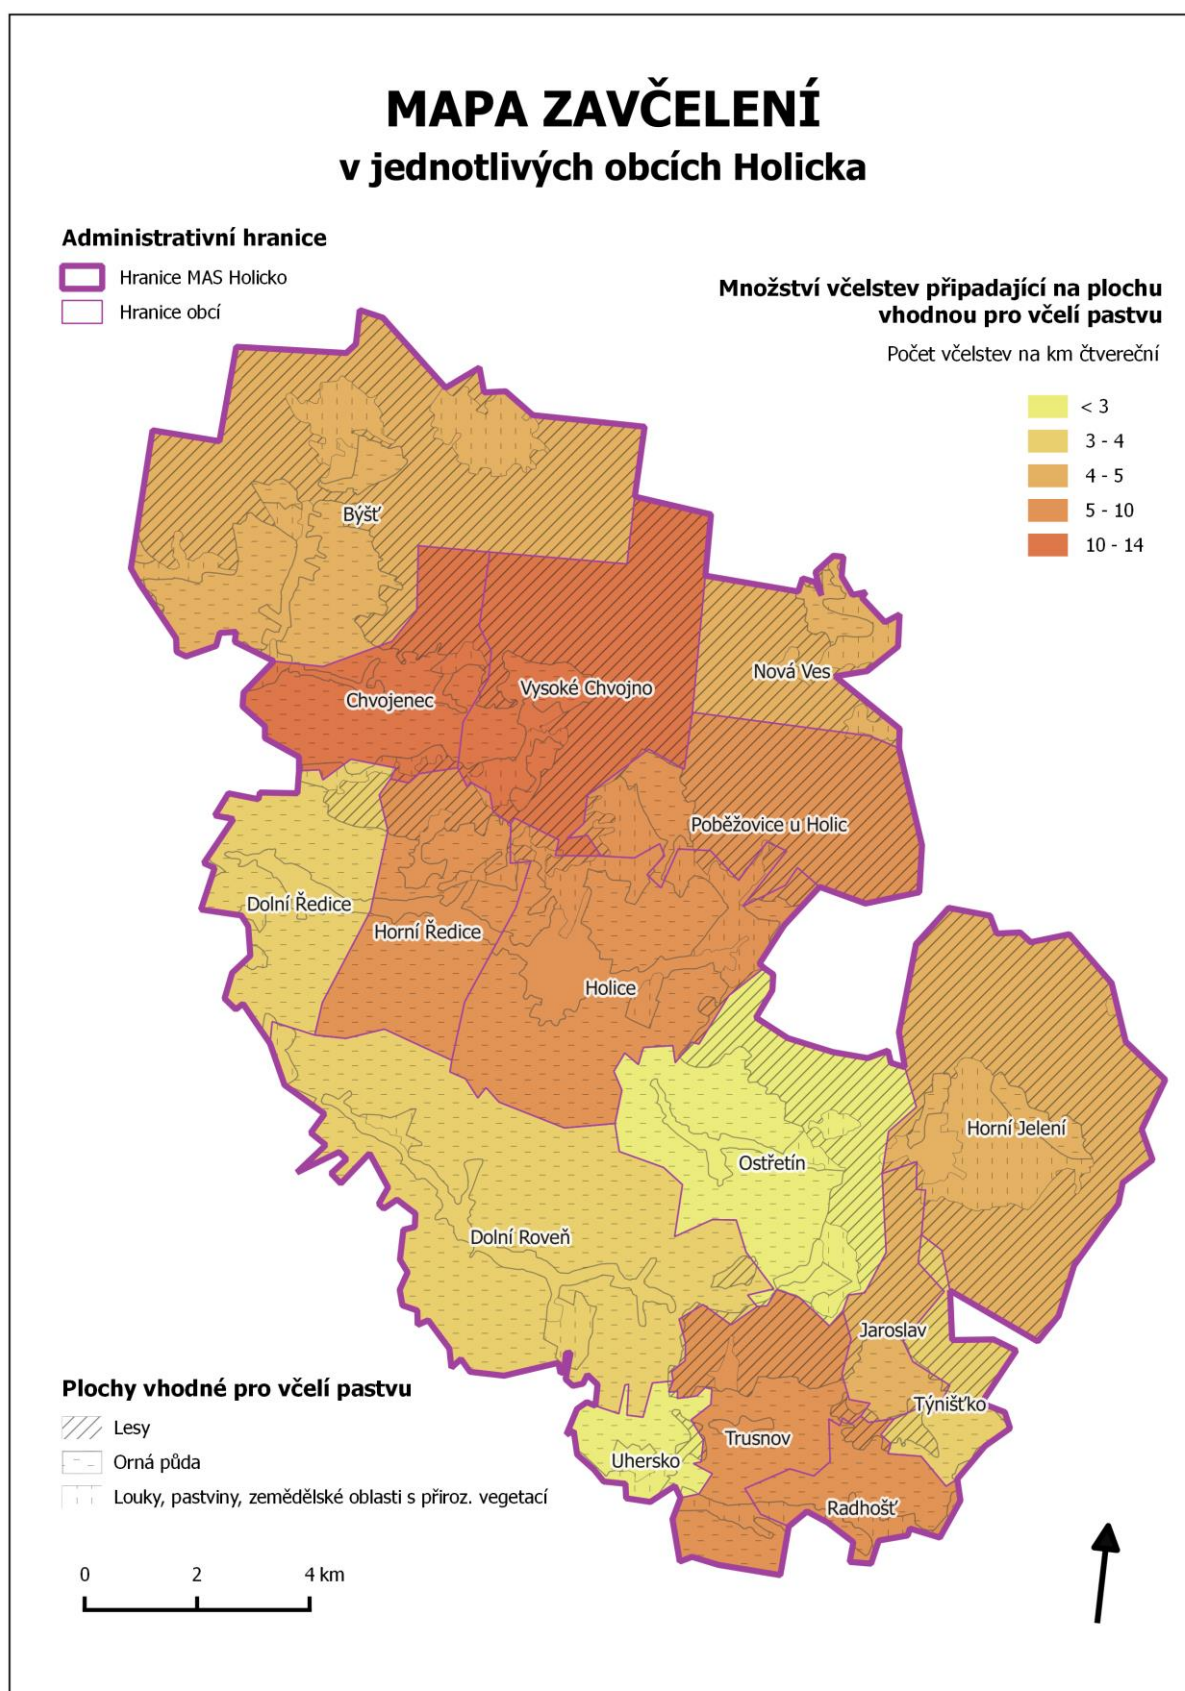 MAPA ZAVČELENÍ
v jednotlivých obcích Holicka
Administrativní hranice
Hranice MAS Holicko
Hranice obcí
Množství včelstev připadající na plochu
vhodnou pro včelí pastvu
Počet včelstev na km čtvereční
< 3
3 - 4
4 - 5
5 - 10
10 - 14
Býšť
Nová Ves
Vysoké Chvojno
Chvojenec
Poběžovice u Holic
Dolní Ředice
Horní Ředice
Holice
Horní Jelení
Ostřetín
Dolní Roveň
Jaroslav
Týnišťko
Trusnov
Uhersko
Radhošť
Plochy vhodné pro včelí pastvu
Lesy
Orná půda
Louky, pastviny, zemědělské oblasti s přiroz. vegetací
0 2 4 km